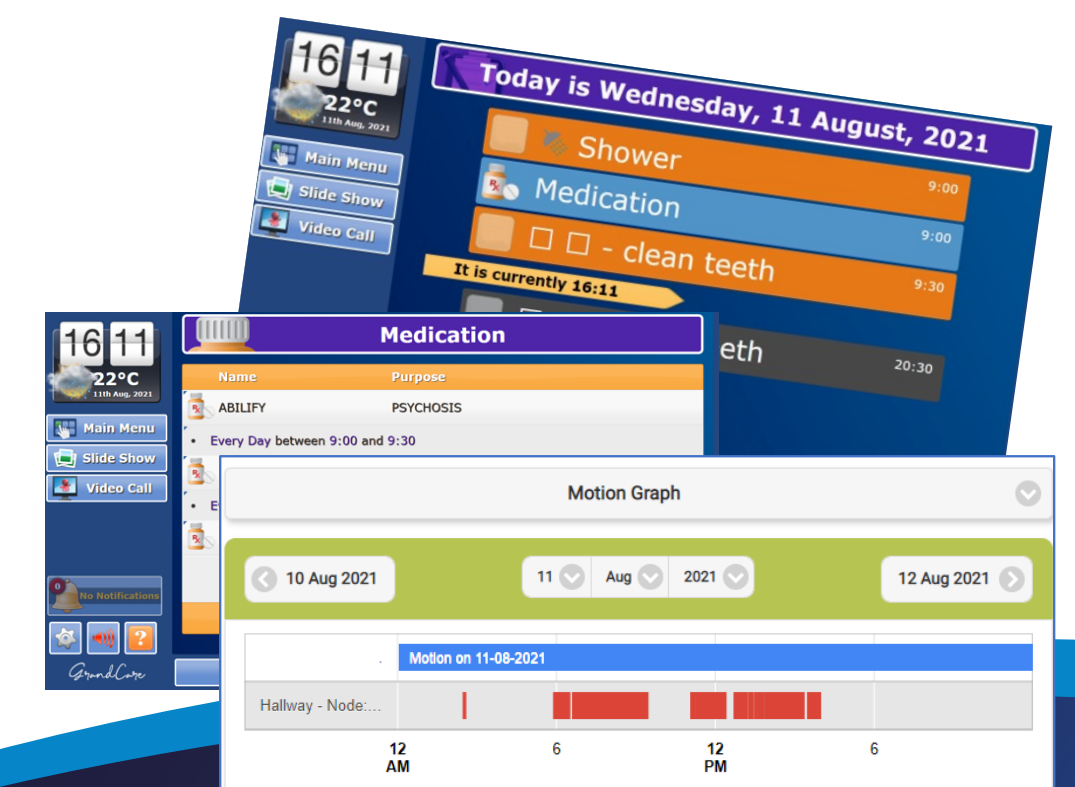 16 11
22°C
11th Aug, 2021
Main Menu
Slide Show
Video Call
Today is Wednesday, 11 August, 2021
Shower
9:00
Medication
9:00
□ □ - clean teeth
9:30
It is currently 16:11
eth
20:30
16 11
22°C
11th Aug, 2021
Main Menu
Slide Show
Video Call
0
No Notifications
?
GrandCare
Medication
Name Purpose
Rx ABILIFY PSYCHOSIS
• Every Day between 9:00 and 9:30
Motion Graph
10 Aug 2021 11 Aug 2021 12 Aug 2021
. Motion on 11-08-2021
Hallway - Node:...
12 AM 6 12 PM 6